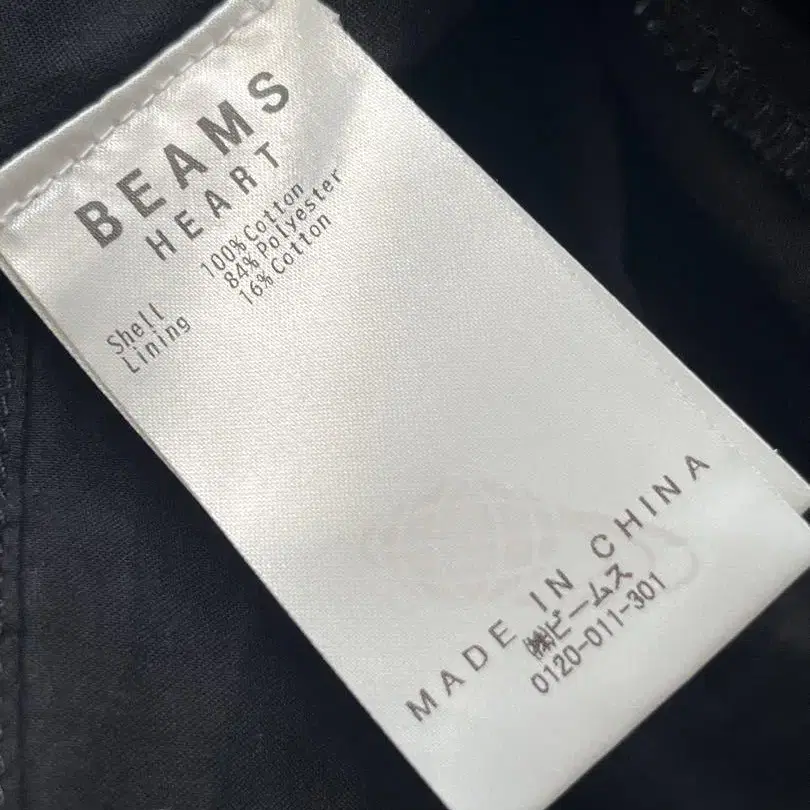 BEAMS
HEART
Shell 100% Cotton
Lining 84% Polyester
16% Cotton
MADE IN CHINA
㈱ビームス
0120-011-301